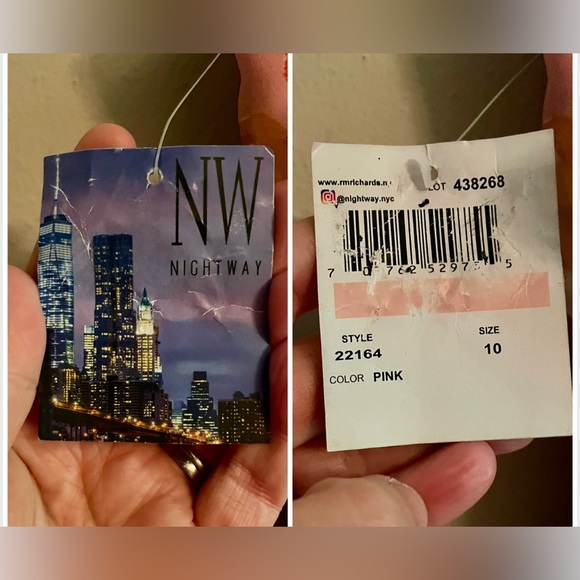 NW
NIGHTWAY
www.rmrichards.n
LOT 438268
@nightway.nyc
STYLE
22164
SIZE
10
COLOR PINK